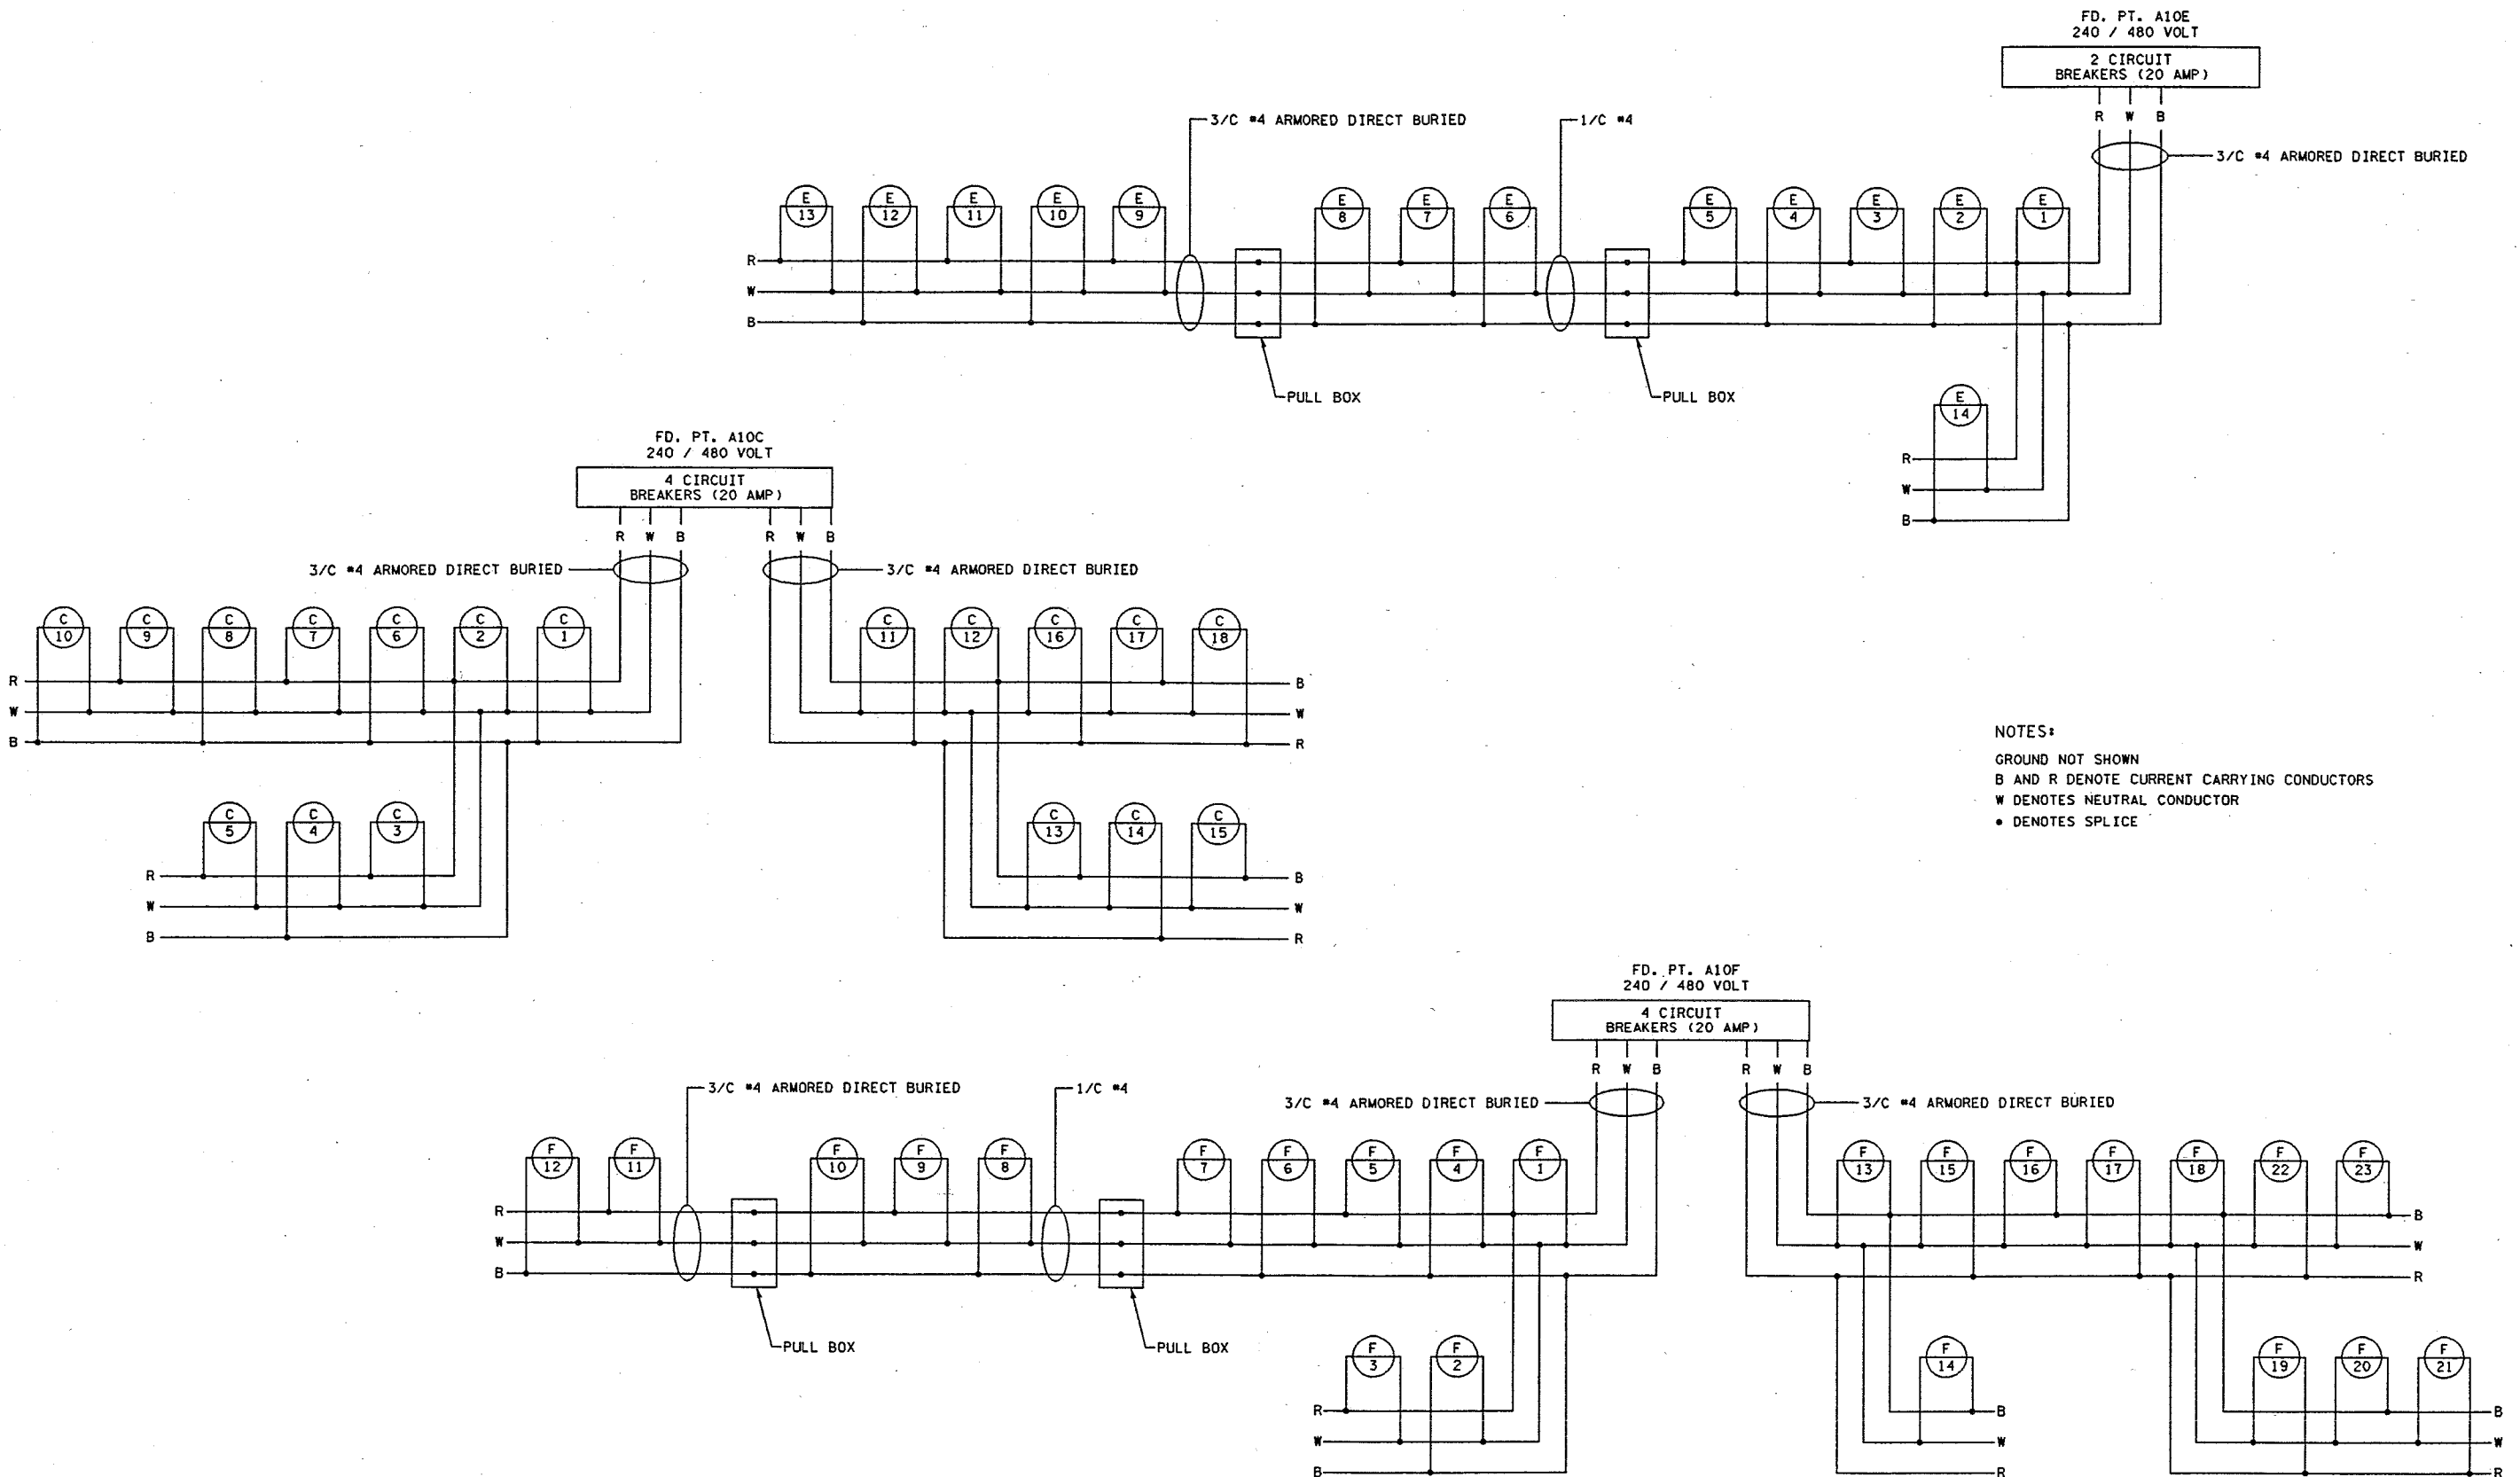 FD. PT. A10E
240 / 480 VOLT
2 CIRCUIT
BREAKERS (20 AMP)
R W B
3/C #4 ARMORED DIRECT BURIED
1/C #4
3/C #4 ARMORED DIRECT BURIED
E 13
E 12
E 11
E 10
E 9
E 8
E 7
E 6
E 5
E 4
E 3
E 2
E 1
R
W
B
PULL BOX
PULL BOX
E 14
R
W
B
FD. PT. A10C
240 / 480 VOLT
4 CIRCUIT
BREAKERS (20 AMP)
R W B
R W B
3/C #4 ARMORED DIRECT BURIED
3/C #4 ARMORED DIRECT BURIED
C 10
C 9
C 8
C 7
C 6
C 2
C 1
C 11
C 12
C 16
C 17
C 18
R
W
B
B
W
R
C 5
C 4
C 3
C 13
C 14
C 15
R
W
B
B
W
R
NOTES:
GROUND NOT SHOWN
B AND R DENOTE CURRENT CARRYING CONDUCTORS
W DENOTES NEUTRAL CONDUCTOR
• DENOTES SPLICE
FD. PT. A10F
240 / 480 VOLT
4 CIRCUIT
BREAKERS (20 AMP)
R W B
R W B
3/C #4 ARMORED DIRECT BURIED
1/C #4
3/C #4 ARMORED DIRECT BURIED
3/C #4 ARMORED DIRECT BURIED
F 12
F 11
F 10
F 9
F 8
F 7
F 6
F 5
F 4
F 1
F 13
F 15
F 16
F 17
F 18
F 22
F 23
R
W
B
B
W
R
PULL BOX
PULL BOX
F 3
F 2
F 14
F 19
F 20
F 21
R
W
B
B
W
R
B
W
R